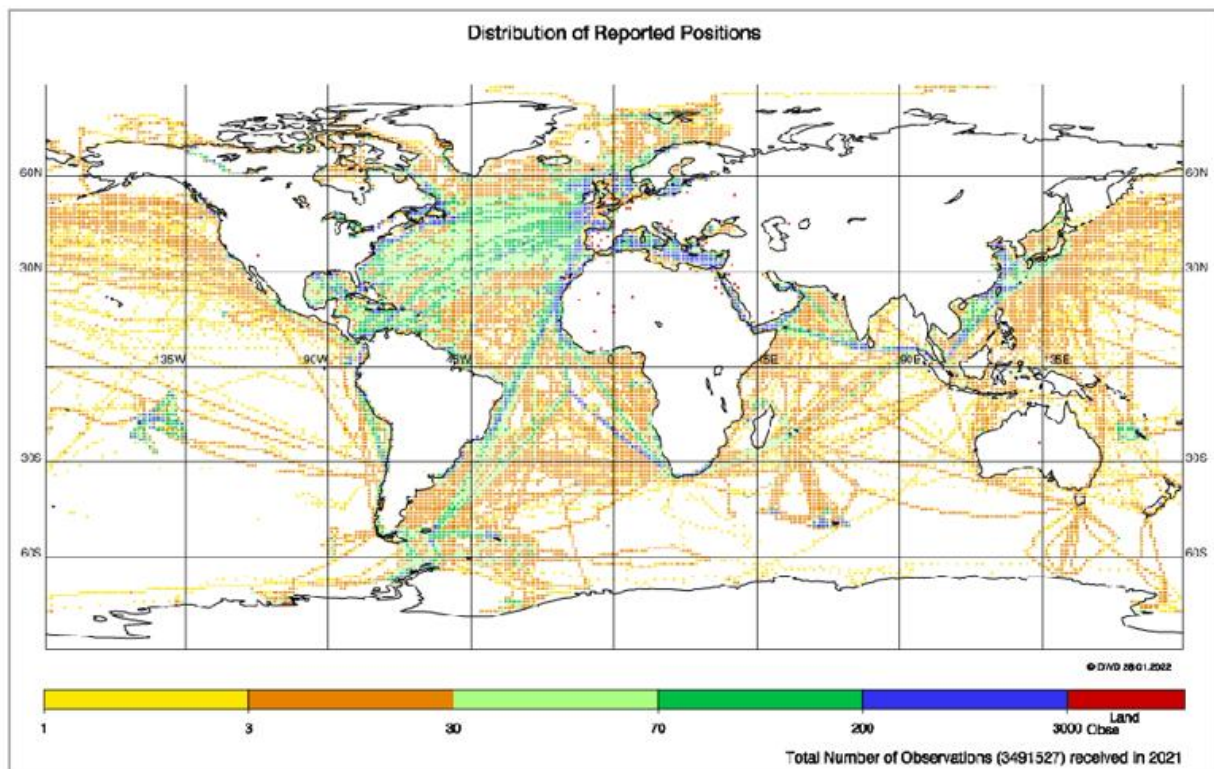 Distribution of Reported Positions
60N
60N
30N
30N
135W
90W
45W
0
45E
90E
135E
30S
30S
60S
60S
© DWD 28.01.2022
1
3
30
70
200
3000
Land
Obse
Total Number of Observations (3491527) received in 2021